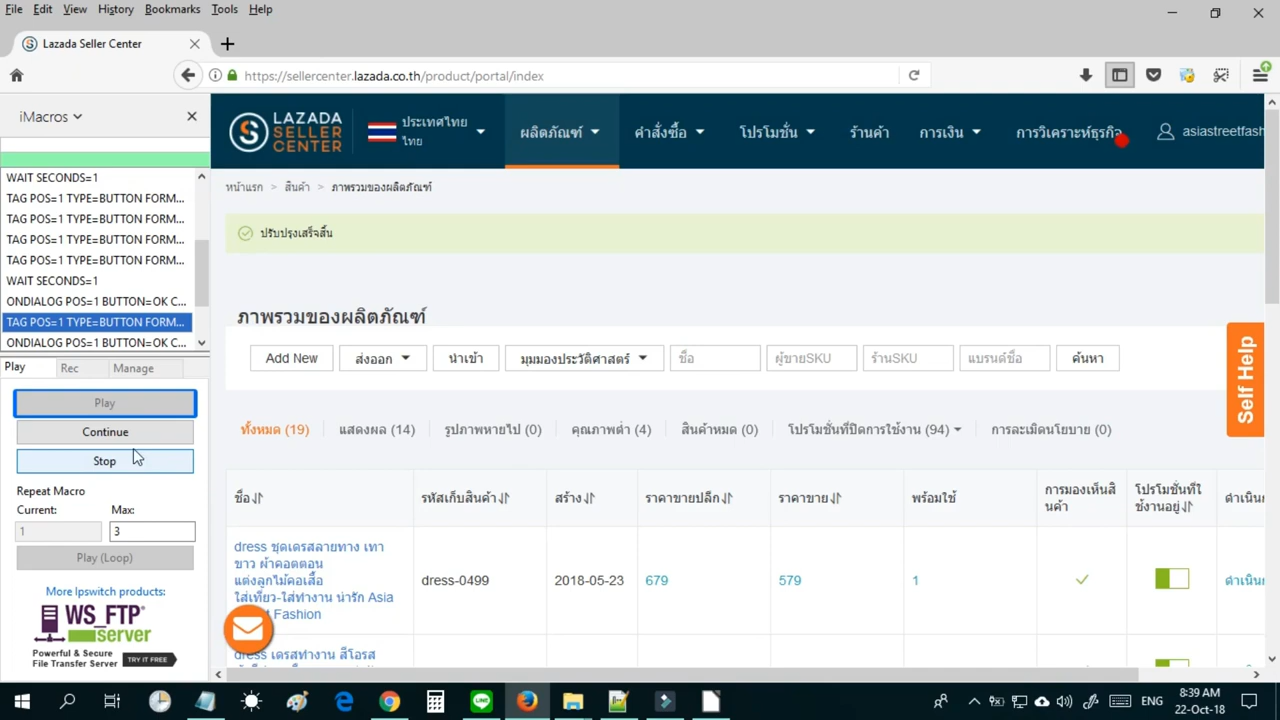 File Edit View History Bookmarks Tools Help
Lazada Seller Center
https://sellercenter.lazada.co.th/product/portal/index
iMacros
WAIT SECONDS=1
TAG POS=1 TYPE=BUTTON FORM...
TAG POS=1 TYPE=BUTTON FORM...
TAG POS=1 TYPE=BUTTON FORM...
TAG POS=1 TYPE=BUTTON FORM...
WAIT SECONDS=1
ONDIALOG POS=1 BUTTON=OK C...
TAG POS=1 TYPE=BUTTON FORM...
ONDIALOG POS=1 BUTTON=OK C...
Play Rec Manage
Play
Continue
Stop
Repeat Macro
Current: Max:
1 3
Play (Loop)
More Ipswitch products:
WS_FTP®
server
Powerful & Secure
File Transfer Server
TRY IT FREE
LAZADA
SELLER
CENTER
ประเทศไทย
ไทย
ผลิตภัณฑ์ คำสั่งซื้อ โปรโมชั่น ร้านค้า การเงิน การวิเคราะห์ธุรกิจ asiastreetfash
หน้าแรก > สินค้า > ภาพรวมของผลิตภัณฑ์
ปรับปรุงเสร็จสิ้น
ภาพรวมของผลิตภัณฑ์
Add New ส่งออก นำเข้า มุมมองประวัติศาสตร์ ชื่อ ผู้ขายSKU ร้านSKU แบรนด์ชื่อ ค้นหา
Self Help
ทั้งหมด (19) แสดงผล (14) รูปภาพหายไป (0) คุณภาพต่ำ (4) สินค้าหมด (0) โปรโมชั่นที่ปิดการใช้งาน (94) การละเมิดนโยบาย (0)
ชื่อ รหัสเก็บสินค้า สร้าง ราคาขายปลีก ราคาขาย พร้อมใช้ การมองเห็นสินค้า โปรโมชั่นที่ใช้งานอยู่
dress ชุดเดรสลายทาง เทา
ขาว ผ้าคอตตอน
แต่งลูกไม้คอเสื้อ
ใส่เที่ยว-ใส่ทำงาน น่ารัก Asia
Fashion
dress-0499 2018-05-23 679 579 1
dress เดรสทำงาน สีโอรส
ENG
8:39 AM
22-Oct-18